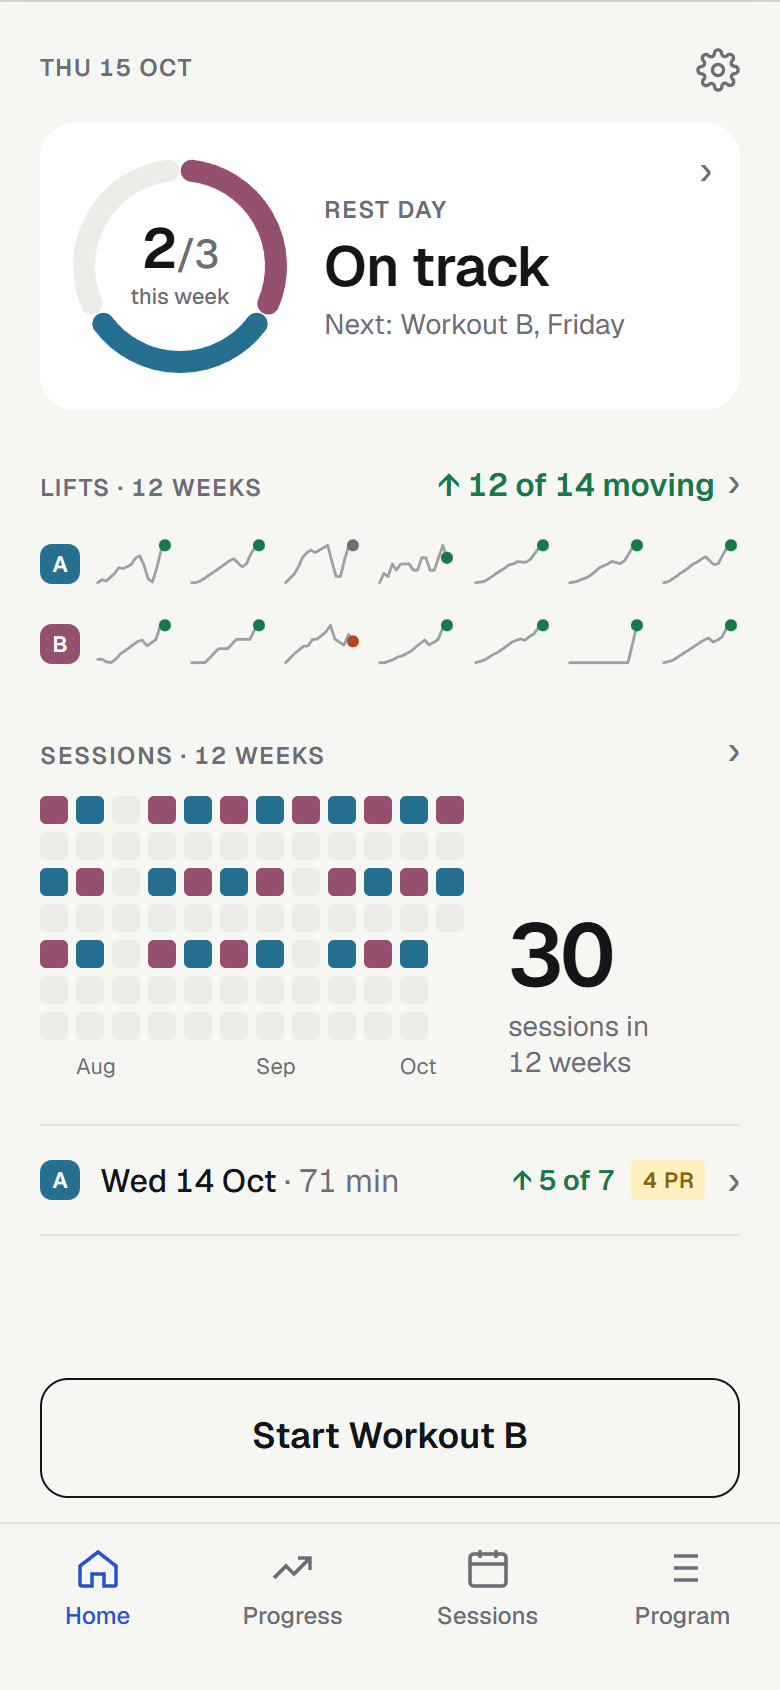 THU 15 OCT
2/3
this week
REST DAY
On track
Next: Workout B, Friday
LIFTS · 12 WEEKS
↑ 12 of 14 moving
A
B
SESSIONS · 12 WEEKS
30
sessions in
12 weeks
Aug Sep Oct
A Wed 14 Oct · 71 min ↑ 5 of 7 4 PR
Start Workout B
Home Progress Sessions Program